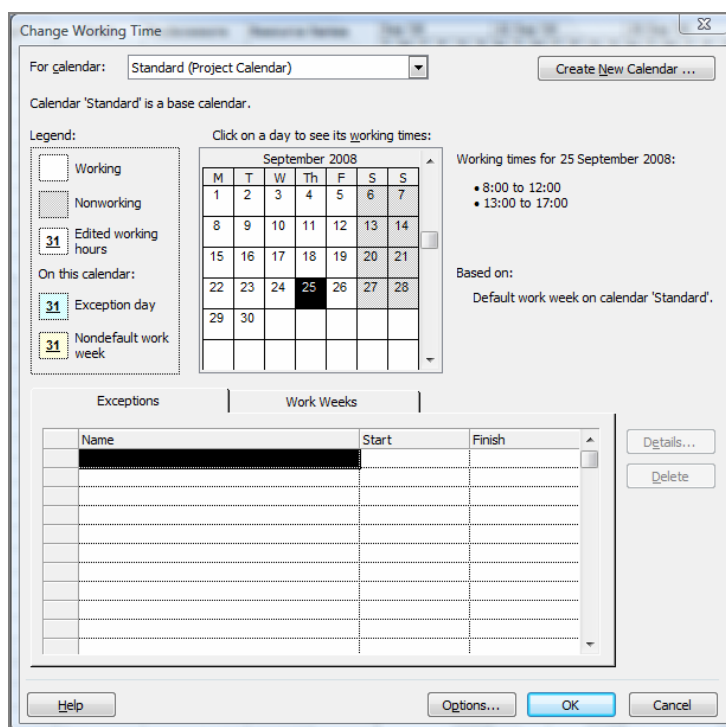 Change Working Time
For calendar: Standard (Project Calendar) Create New Calendar ...
Calendar 'Standard' is a base calendar.
Legend: Click on a day to see its working times:
Working
Nonworking
31 Edited working
hours
On this calendar:
31 Exception day
31 Nondefault work
week
September 2008
M T W Th F S S
1 2 3 4 5 6 7
8 9 10 11 12 13 14
15 16 17 18 19 20 21
22 23 24 25 26 27 28
29 30
Working times for 25 September 2008:
• 8:00 to 12:00
• 13:00 to 17:00
Based on:
Default work week on calendar 'Standard'.
Exceptions Work Weeks
Name Start Finish
Details...
Delete
Help Options... OK Cancel